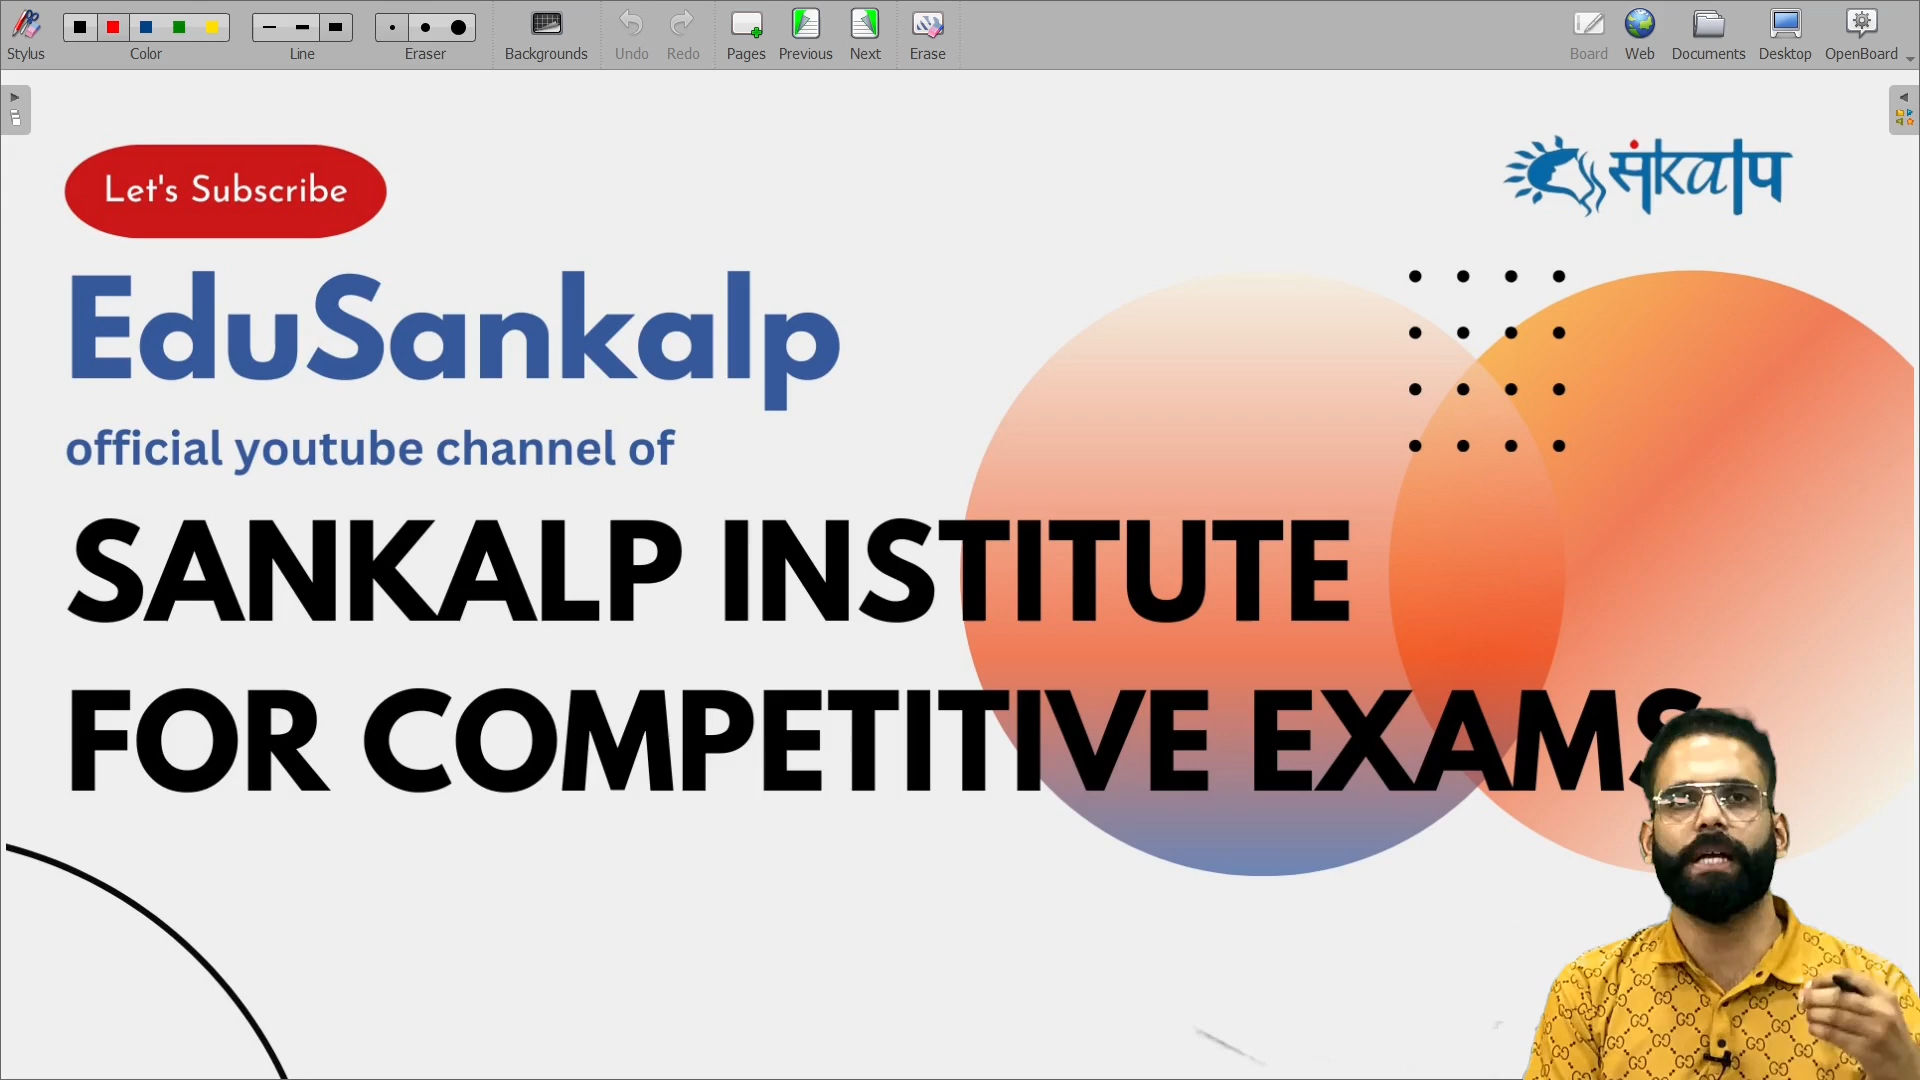 Stylus
Color
Line
Eraser
Backgrounds
Undo
Redo
Pages
Previous
Next
Erase
Board
Web
Documents
Desktop
OpenBoard
Let's Subscribe
संकल्प
EduSankalp
official youtube channel of
SANKALP INSTITUTE
FOR COMPETITIVE EXAMS